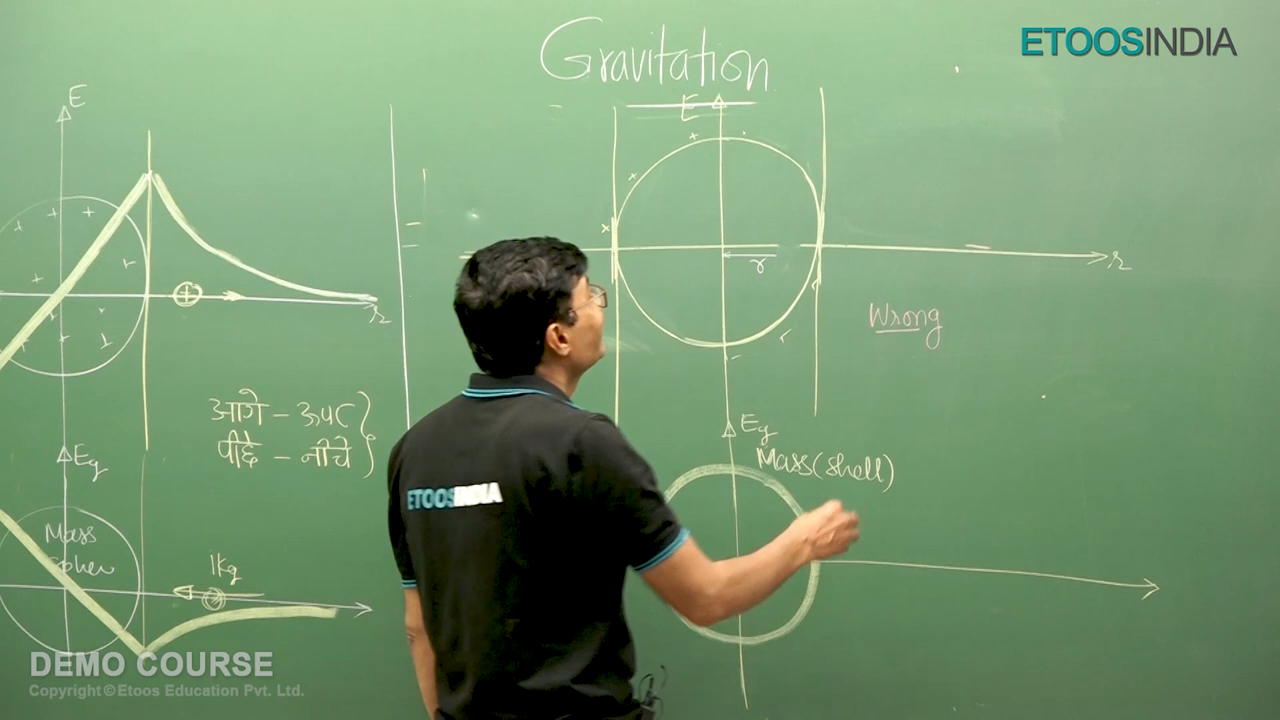 ETOOSINDIA
Gravitation
E
E
r
r
r
r
Wrong
आगे - ऊपर
पीछे - नीचे
Eg
Eg
Mass (shell)
ETOOSINDIA
Mass
1kg
DEMO COURSE
Copyright © Etoos Education Pvt. Ltd.